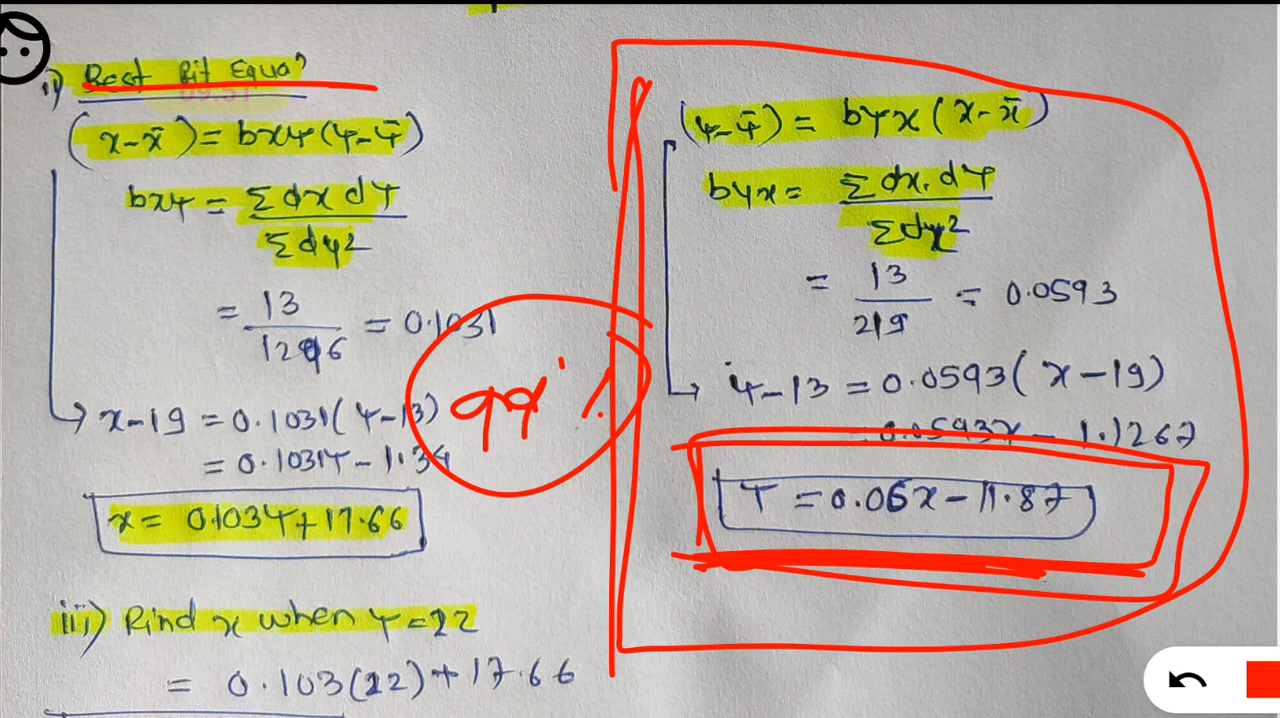 ii) Best fit Equaⁿ
(x-x̄) = bxy (y-ȳ)
bxy = Σdx dy
Σdy²
= 13
= 0.1031
x-19 = 0.1031(y-13)
= 0.1031y - 1.34
x = 0.103y + 17.66
iii) Find x when y = 22
= 0.103(22) + 17.66
99%
(y-ȳ) = byx (x-x̄)
byx = Σdx. dy
Σdx²
= 13 = 0.0593
219
y-13 = 0.0593(x-19)
= 0.0593x - 1.1267
y = 0.06x - 11.87